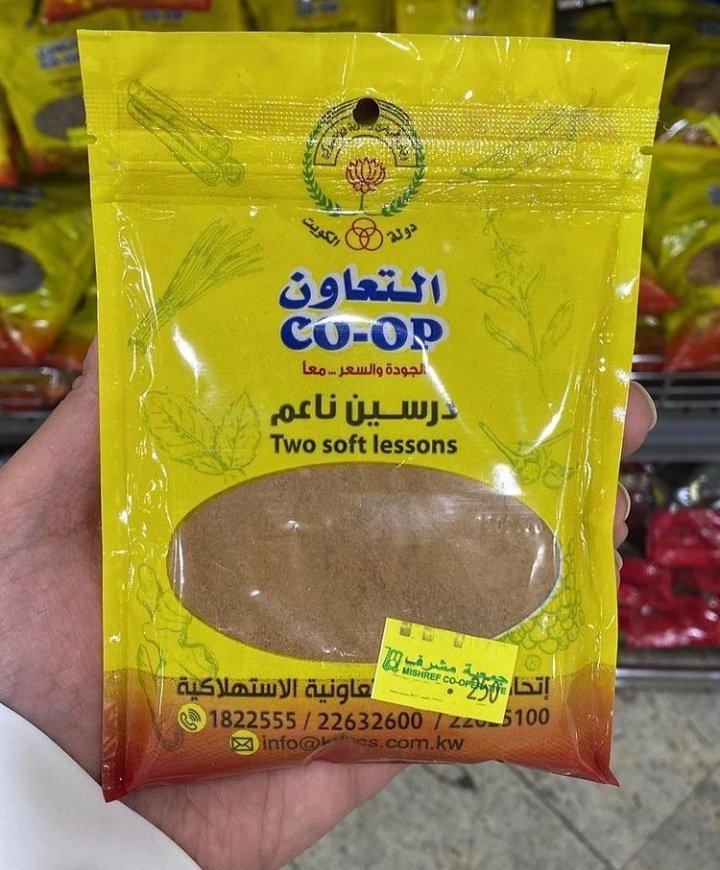 دولة الكويت
التعاون
CO-OP
الجودة والسعر ... معاً
درسين ناعم
Two soft lessons
جمعية مشرف
MISHREF CO-OPERATIVE
250
التعاونية الاستهلاكية
1822555 / 22632600 /